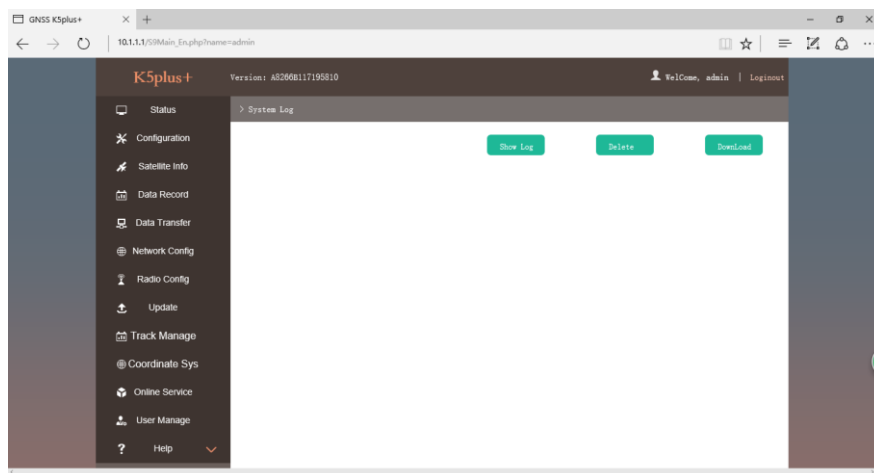 GNSS K5plus+
10.1.1.1/S9Main_En.php?name=admin
K5plus+ Version: A8266B117195810 WelCome, admin | Loginout
Status
> System Log
Configuration
Show Log Delete DownLoad
Satellite Info
Data Record
Data Transfer
Network Config
Radio Config
Update
Track Manage
Coordinate Sys
Online Service
User Manage
? Help